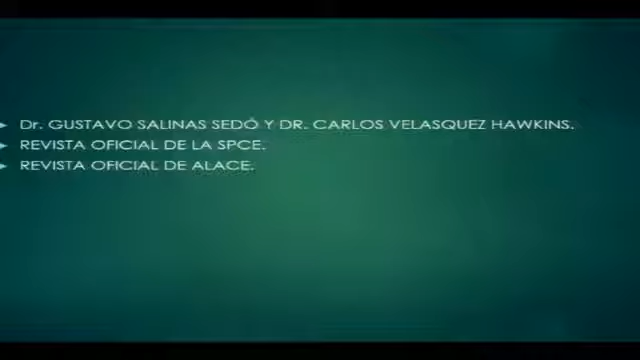 Dr. GUSTAVO SALINAS SEDÓ Y DR. CARLOS VELASQUEZ HAWKINS.
REVISTA OFICIAL DE LA SPCE.
REVISTA OFICIAL DE ALACE.